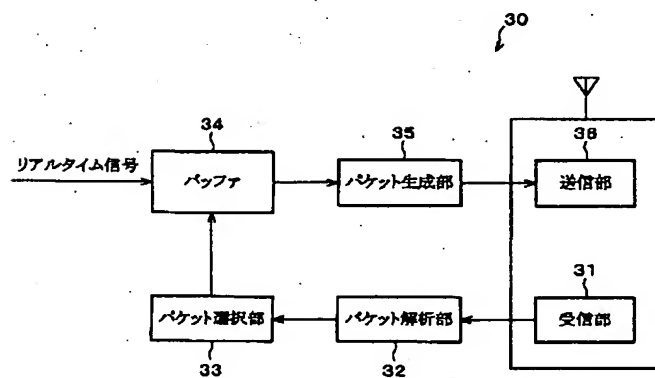 30
34
35
36
リアルタイム信号
バッファ
パケット生成部
送信部
31
パケット選択部
パケット解析部
受信部
33
32